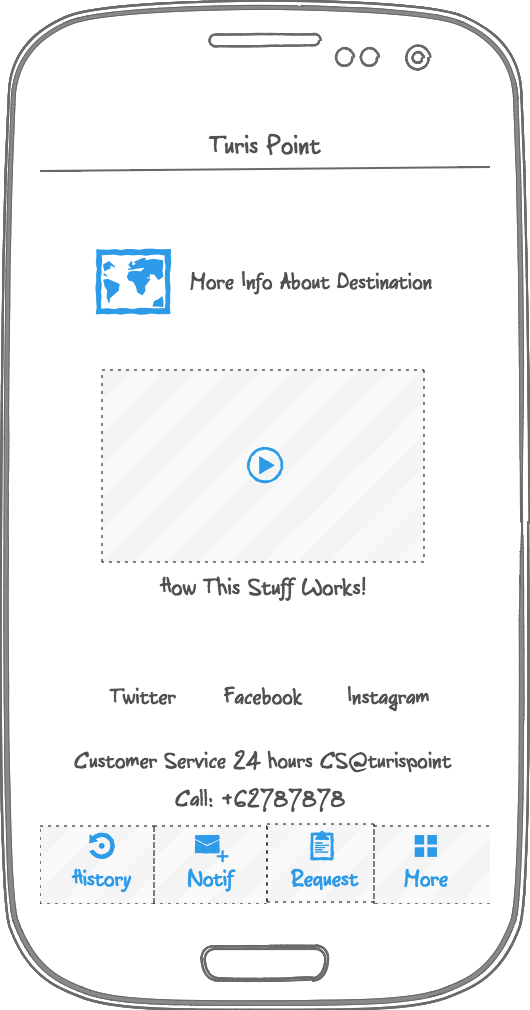 Turis Point
More Info About Destination
How This Stuff Works!
Twitter Facebook Instagram
Customer Service 24 hours CS@turispoint
Call: +62787878
History Notif Request More